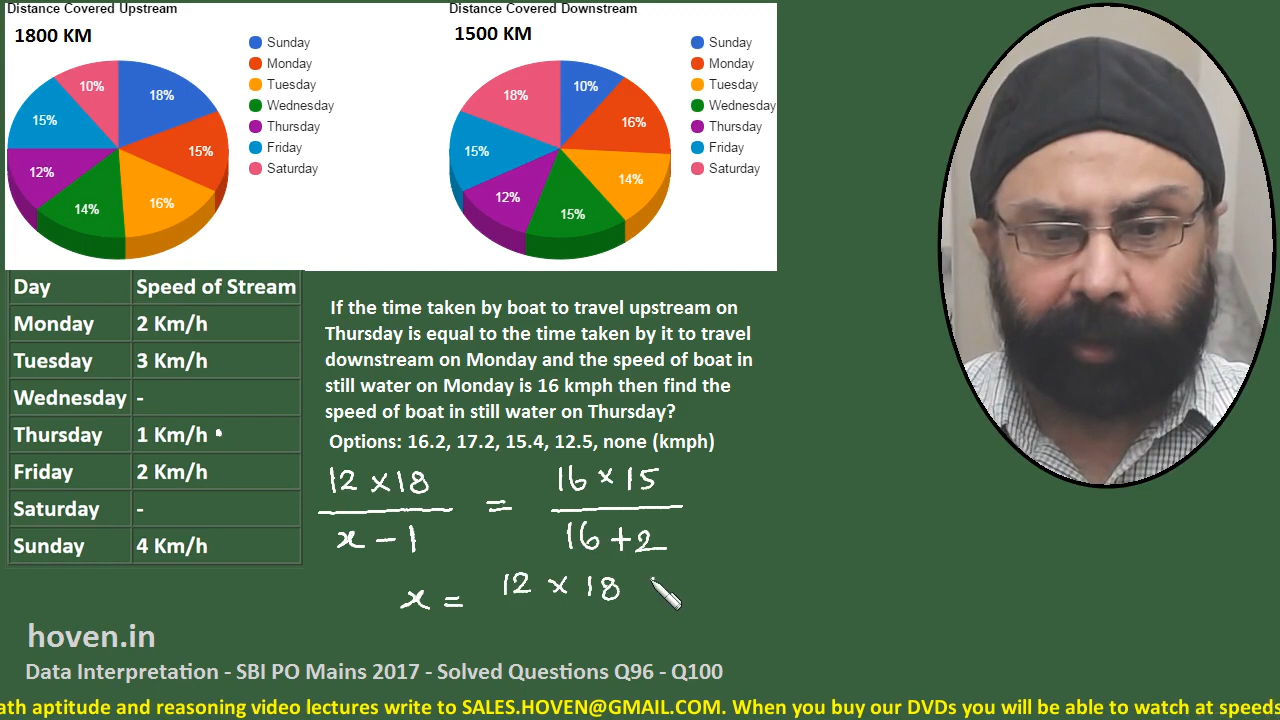 Distance Covered Upstream
1800 KM
Sunday
Monday
Tuesday
Wednesday
Thursday
Friday
Saturday
18%
15%
16%
14%
12%
15%
10%
Distance Covered Downstream
1500 KM
Sunday
Monday
Tuesday
Wednesday
Thursday
Friday
Saturday
10%
16%
14%
15%
12%
15%
18%
Day Speed of Stream
Monday 2 Km/h
Tuesday 3 Km/h
Wednesday -
Thursday 1 Km/h
Friday 2 Km/h
Saturday -
Sunday 4 Km/h
If the time taken by boat to travel upstream on
Thursday is equal to the time taken by it to travel
downstream on Monday and the speed of boat in
still water on Monday is 16 kmph then find the
speed of boat in still water on Thursday?
Options: 16.2, 17.2, 15.4, 12.5, none (kmph)
12 × 18 = 16 × 15
x - 1 16 + 2
x = 12 × 18
hoven.in
Data Interpretation - SBI PO Mains 2017 - Solved Questions Q96 - Q100
ath aptitude and reasoning video lectures write to SALES.HOVEN@GMAIL.COM. When you buy our DVDs you will be able to watch at speeds